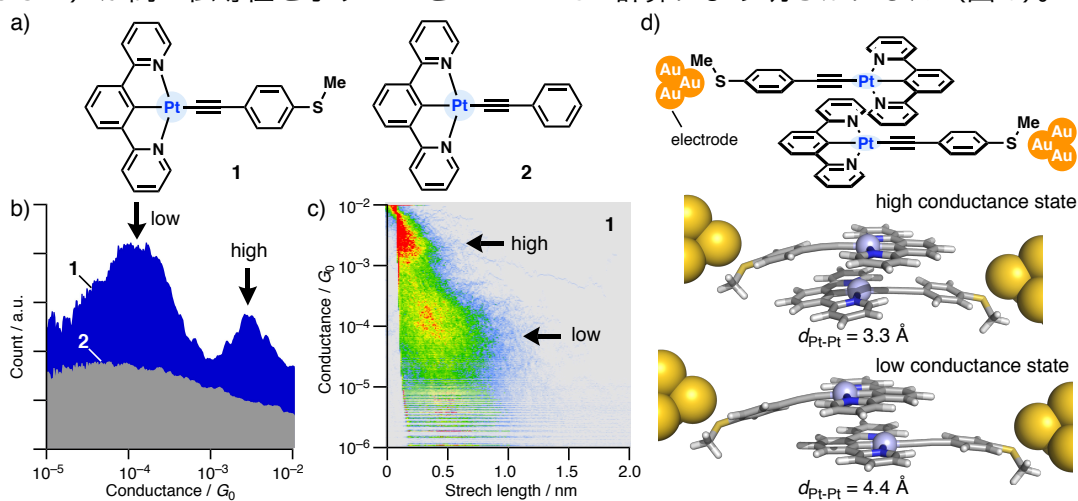 a)
N
Pt
N
S
Me
1
N
Pt
N
2
b)
low
high
1
2
Count / a.u.
10⁻⁵
10⁻⁴
10⁻³
10⁻²
Conductance / G₀
c)
1
high
low
Conductance / G₀
10⁻²
10⁻³
10⁻⁴
10⁻⁵
10⁻⁶
0
0.5
1.0
1.5
2.0
Strech length / nm
d)
Au
Au
Au
Me
S
N
Pt
N
electrode
N
Pt
N
Me
S
Au
Au
Au
high conductance state
dPt-Pt = 3.3 Å
low conductance state
dPt-Pt = 4.4 Å